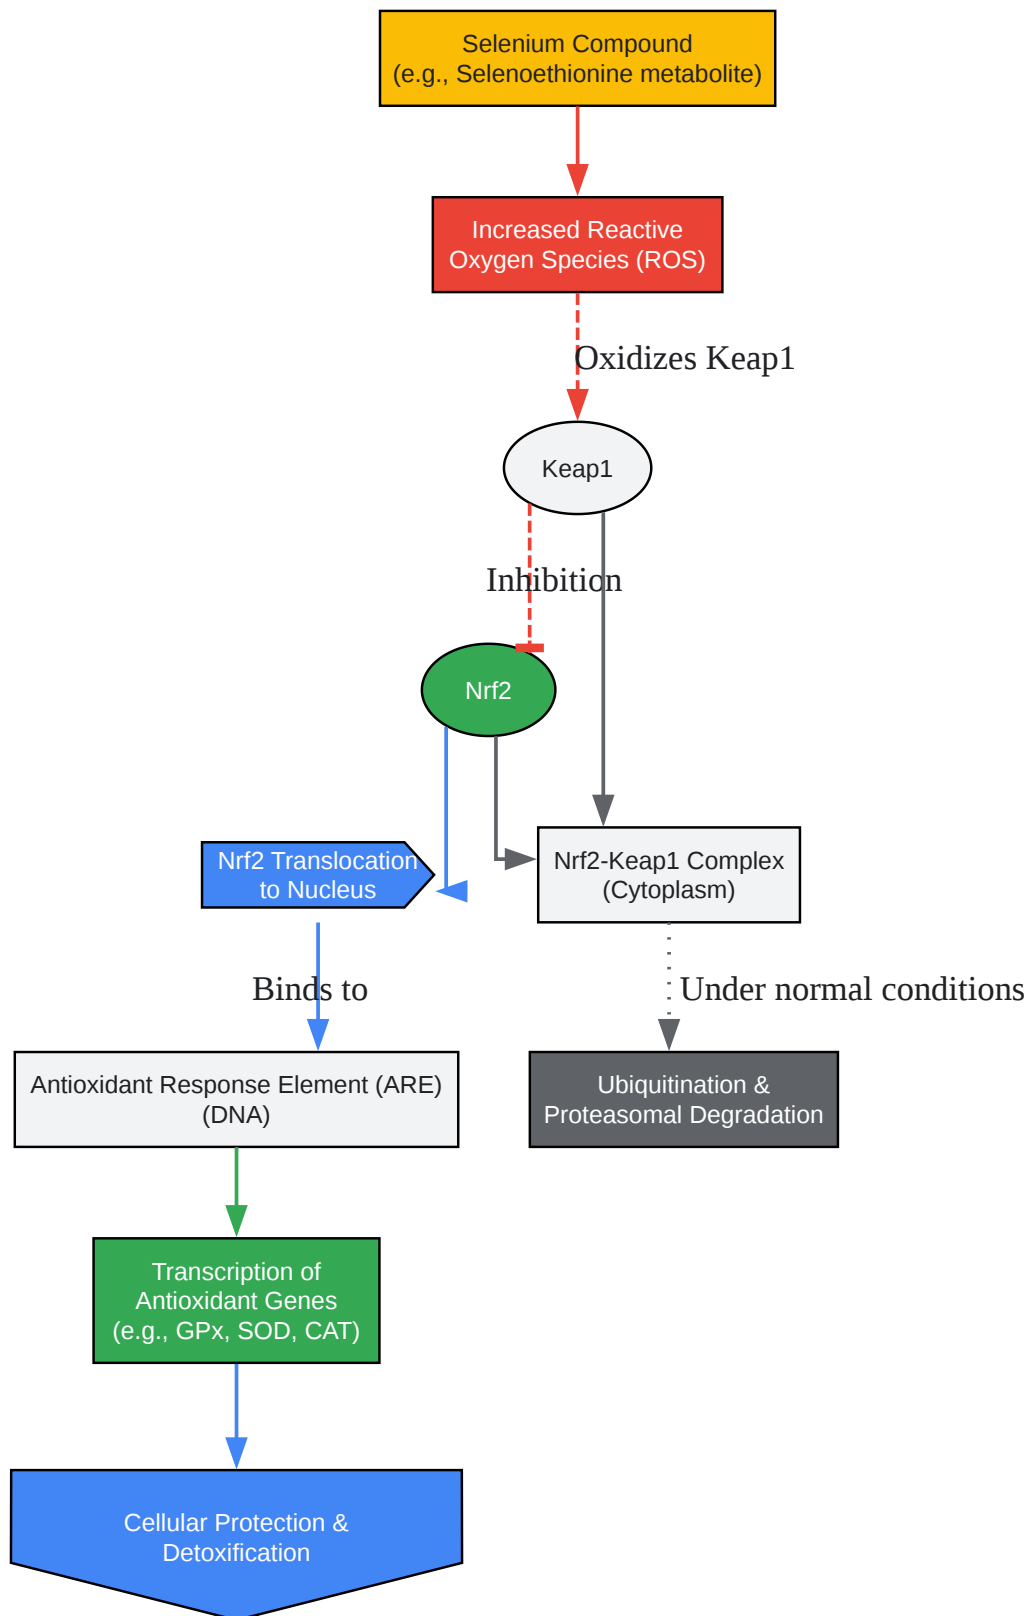 Selenium Compound
(e.g., Selenoethionine metabolite)
Increased Reactive
Oxygen Species (ROS)
Oxidizes Keap1
Keap1
Inhibition
Nrf2
Nrf2 Translocation
to Nucleus
Nrf2-Keap1 Complex
(Cytoplasm)
Binds to
Under normal conditions
Antioxidant Response Element (ARE)
(DNA)
Ubiquitination &
Proteasomal Degradation
Transcription of
Antioxidant Genes
(e.g., GPx, SOD, CAT)
Cellular Protection &
Detoxification